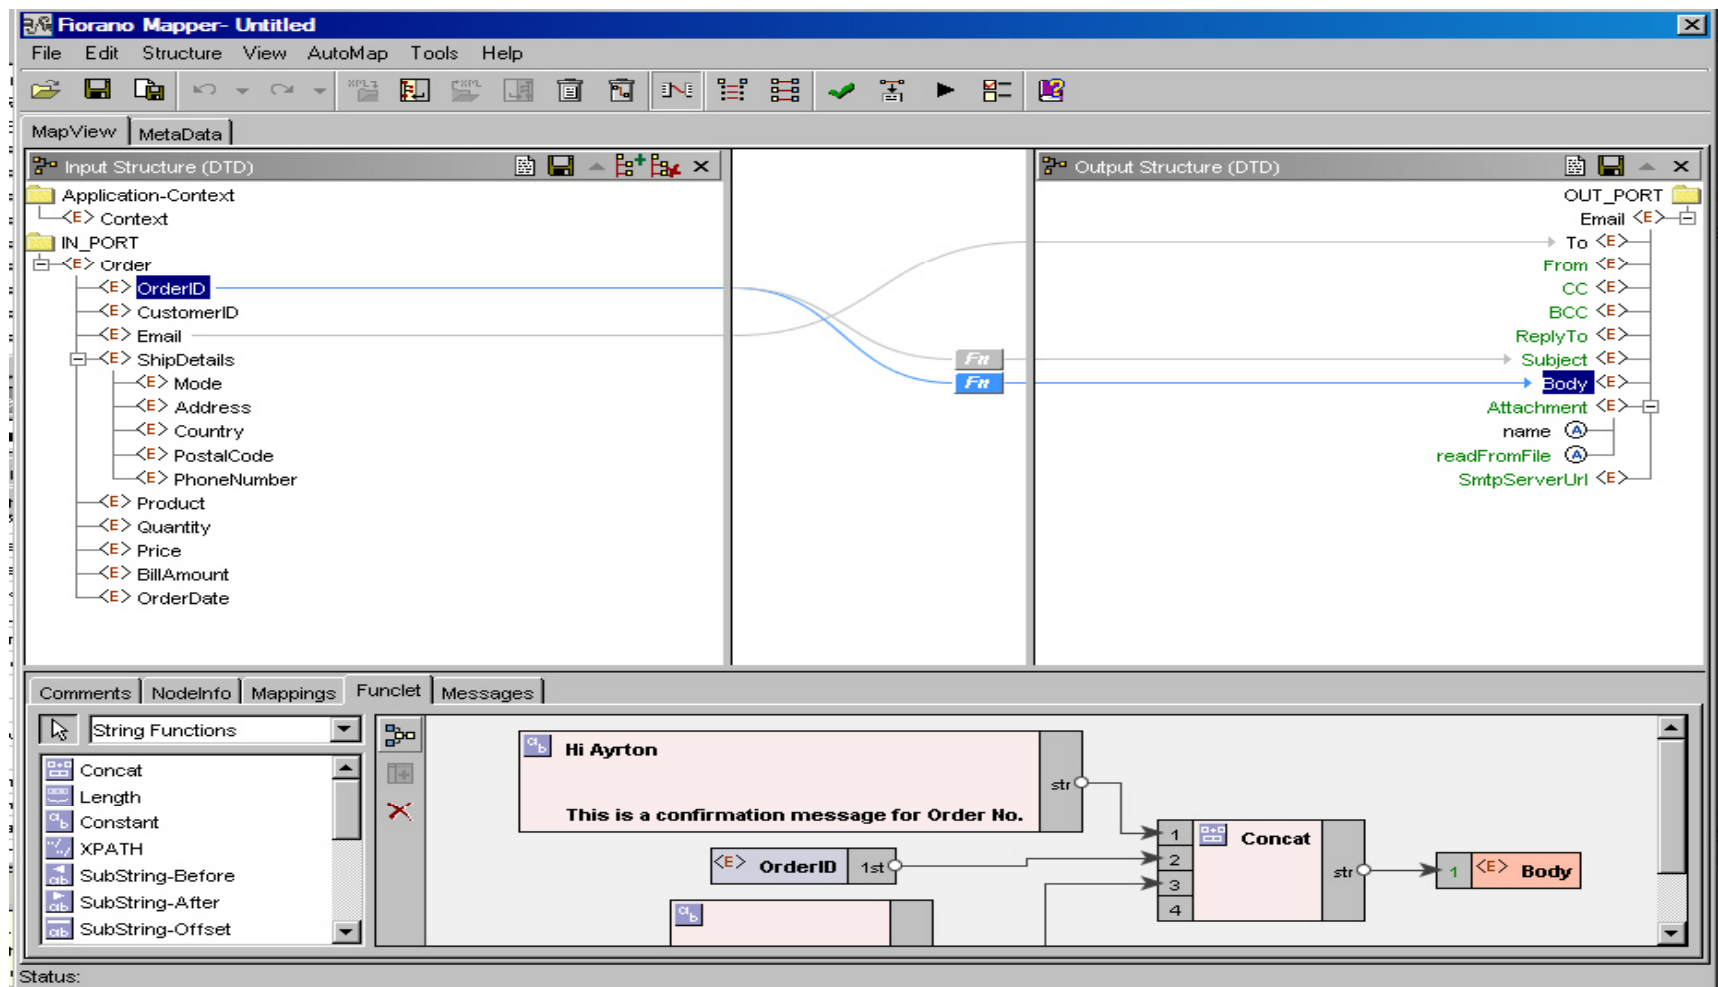 Fiorano Mapper- Untitled
File Edit Structure View AutoMap Tools Help
MapView MetaData
Input Structure (DTD)
Application-Context
<E> Context
IN_PORT
<E> Order
<E> OrderID
<E> CustomerID
<E> Email
<E> ShipDetails
<E> Mode
<E> Address
<E> Country
<E> PostalCode
<E> PhoneNumber
<E> Product
<E> Quantity
<E> Price
<E> BillAmount
<E> OrderDate
Fn
Fn
Output Structure (DTD)
OUT_PORT
Email <E>
To <E>
From <E>
CC <E>
BCC <E>
ReplyTo <E>
Subject <E>
Body <E>
Attachment <E>
name A
readFromFile A
SmtpServerUrl <E>
Comments NodeInfo Mappings Funclet Messages
String Functions
Concat
Length
Constant
XPATH
SubString-Before
SubString-After
SubString-Offset
Hi Ayrton
This is a confirmation message for Order No.
str
<E> OrderID 1st
1
2
3
4
Concat
str
1 <E> Body
Status: